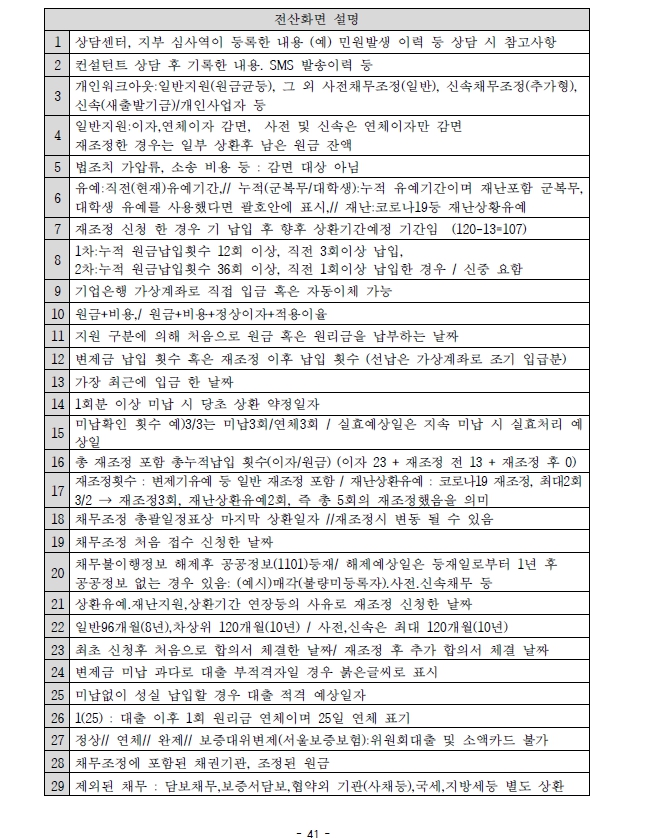 전산화면 설명
1 상담센터, 지부 심사역이 등록한 내용 (예) 민원발생 이력 등 상담 시 참고사항
2 컨설턴트 상담 후 기록한 내용. SMS 발송이력 등
3 개인워크아웃:일반지원(원금균등), 그 외 사전채무조정(일반), 신속채무조정(추가형),
신속(새출발기금)/개인사업자 등
4 일반지원:이자,연체이자 감면, 사전 및 신속은 연체이자만 감면
재조정한 경우는 일부 상환후 남은 원금 잔액
5 법조치 가압류, 소송 비용 등 : 감면 대상 아님
6 유예:직전(현재)유예기간,// 누적(군복무/대학생):누적 유예기간이며 재난포함 군복무,
대학생 유예를 사용했다면 괄호안에 표시,// 재난:코로나19등 재난상황유예
7 재조정 신청 한 경우 기 납입 후 향후 상환기간예정 기간임 (120-13=107)
8 1차:누적 원금납입횟수 12회 이상, 직전 3회이상 납입,
2차:누적 원금납입횟수 36회 이상, 직전 1회이상 납입한 경우 / 신중 요함
9 기업은행 가상계좌로 직접 입금 혹은 자동이체 가능
10 원금+비용,/ 원금+비용+정상이자+적용이율
11 지원 구분에 의해 처음으로 원금 혹은 원리금을 납부하는 날짜
12 변제금 납입 횟수 혹은 재조정 이후 납입 횟수 (선납은 가상계좌로 조기 입급분)
13 가장 최근에 입금 한 날짜
14 1회분 이상 미납 시 당초 상환 약정일자
15 미납확인 횟수 예)3/3는 미납3회/연체3회 / 실효예상일은 지속 미납 시 실효처리 예
상일
16 총 재조정 포함 총누적납입 횟수(이자/원금) (이자 23 + 재조정 전 13 + 재조정 후 0)
17 재조정횟수 : 변제기유예 등 일반 재조정 포함 / 재난상환유예 : 코로나19 재조정, 최대2회
3/2 → 재조정3회, 재난상환유예2회, 즉 총 5회의 재조정했음을 의미
18 채무조정 총괄일정표상 마지막 상환일자 //재조정시 변동 될 수 있음
19 채무조정 처음 접수 신청한 날짜
20 채무불이행정보 해제후 공공정보(1101)등재/ 해제예상일은 등재일로부터 1년 후
공공정보 없는 경우 있음: (예시)매각(불량미등록자).사전.신속채무 등
21 상환유예.재난지원,상환기간 연장등의 사유로 재조정 신청한 날짜
22 일반96개월(8년),차상위 120개월(10년) / 사전,신속은 최대 120개월(10년)
23 최초 신청후 처음으로 합의서 체결한 날짜/ 재조정 후 추가 합의서 체결 날짜
24 변제금 미납 과다로 대출 부적격자일 경우 붉은글씨로 표시
25 미납없이 성실 납입할 경우 대출 적격 예상일자
26 1(25) : 대출 이후 1회 원리금 연체이며 25일 연체 표기
27 정상// 연체// 완제// 보증대위변제(서울보증보험):위원회대출 및 소액카드 불가
28 채무조정에 포함된 채권기관, 조정된 원금
29 제외된 채무 : 담보채무,보증서담보,협약외 기관(사채등),국세,지방세등 별도 상환
- 41 -